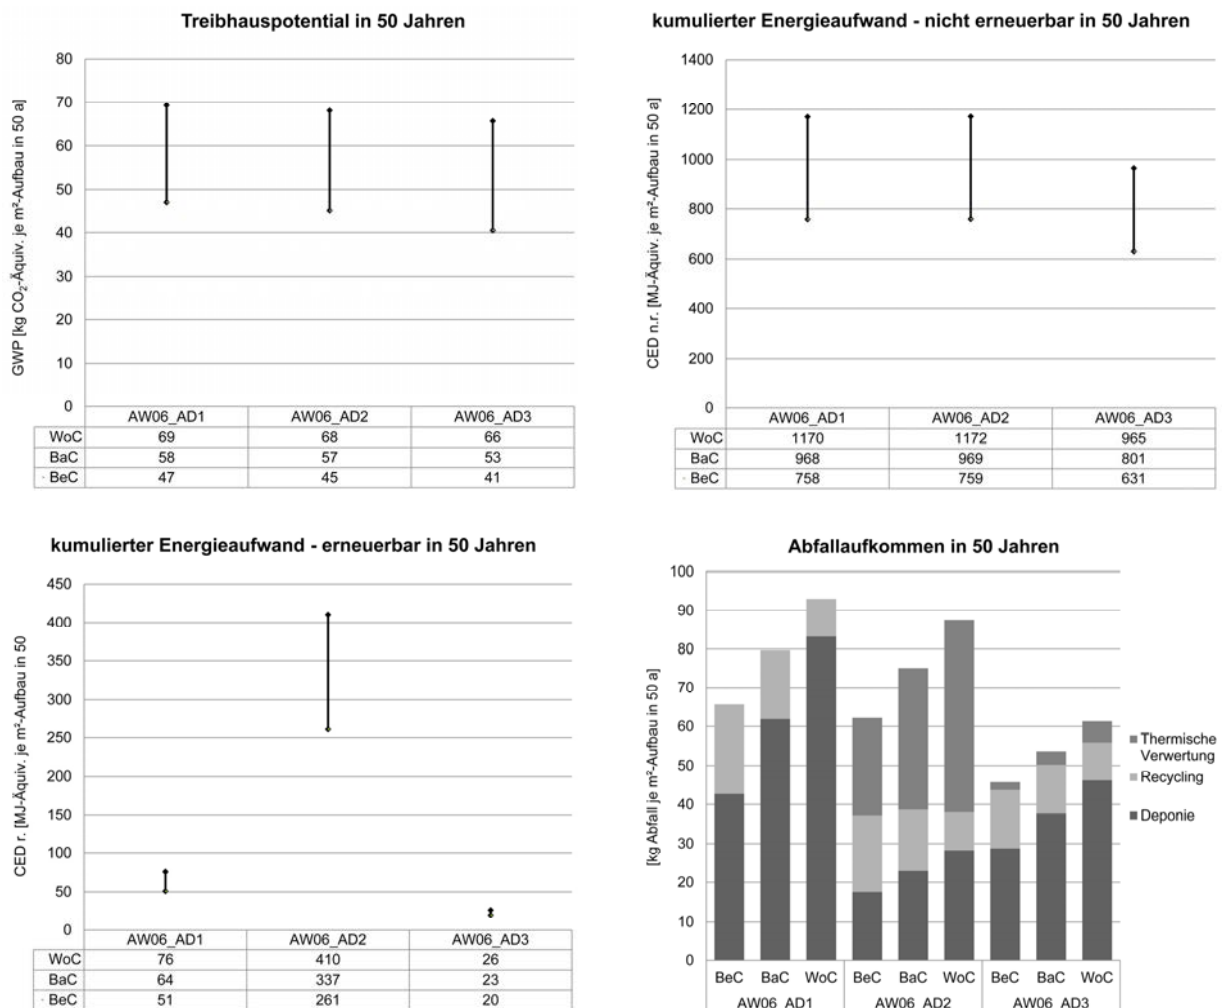 Treibhauspotential in 50 Jahren
GWP [kg CO₂-Äquiv. je m²-Aufbau in 50 a]
80
70
60
50
40
30
20
10
0
AW06_AD1 AW06_AD2 AW06_AD3
WoC 69 68 66
BaC 58 57 53
BeC 47 45 41
kumulierter Energieaufwand - nicht erneuerbar in 50 Jahren
CED n.r. [MJ-Äquiv. je m²-Aufbau in 50 a]
1400
1200
1000
800
600
400
200
0
AW06_AD1 AW06_AD2 AW06_AD3
WoC 1170 1172 965
BaC 968 969 801
BeC 758 759 631
kumulierter Energieaufwand - erneuerbar in 50 Jahren
CED r. [MJ-Äquiv. je m²-Aufbau in 50
450
400
350
300
250
200
150
100
50
0
AW06_AD1 AW06_AD2 AW06_AD3
WoC 76 410 26
BaC 64 337 23
BeC 51 261 20
Abfallaufkommen in 50 Jahren
[kg Abfall je m²-Aufbau in 50 a]
100
90
80
70
60
50
40
30
20
10
0
BeC BaC WoC BeC BaC WoC BeC BaC WoC
AW06_AD1 AW06_AD2 AW06_AD3
Thermische
Verwertung
Recycling
Deponie